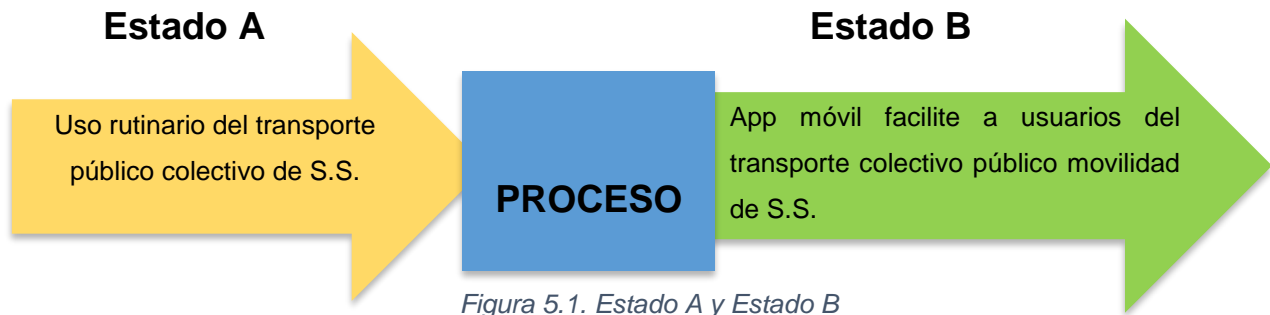 Estado A
Estado B
Uso rutinario del transporte
público colectivo de S.S.
PROCESO
App móvil facilite a usuarios del
transporte colectivo público movilidad
de S.S.
Figura 5.1. Estado A y Estado B